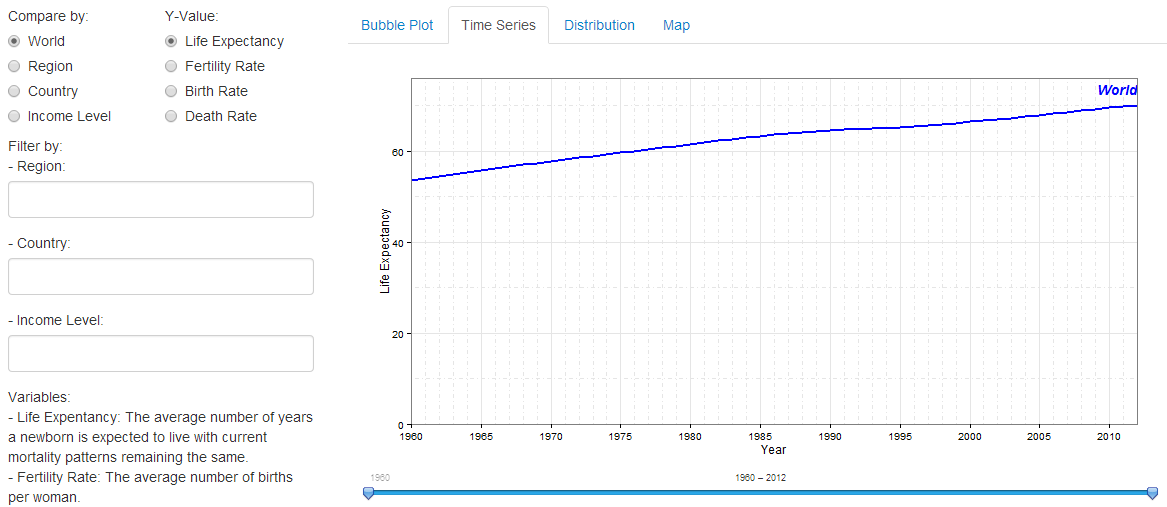 Compare by:
World
Region
Country
Income Level
Y-Value:
Life Expectancy
Fertility Rate
Birth Rate
Death Rate
Filter by:
- Region:
- Country:
- Income Level:
Variables:
- Life Expentancy: The average number of years
a newborn is expected to live with current
mortality patterns remaining the same.
- Fertility Rate: The average number of births
per woman.
Bubble Plot
Time Series
Distribution
Map
World
Life Expectancy
60
40
20
0
1960 1965 1970 1975 1980 1985 1990 1995 2000 2005 2010
Year
1960
1960 – 2012